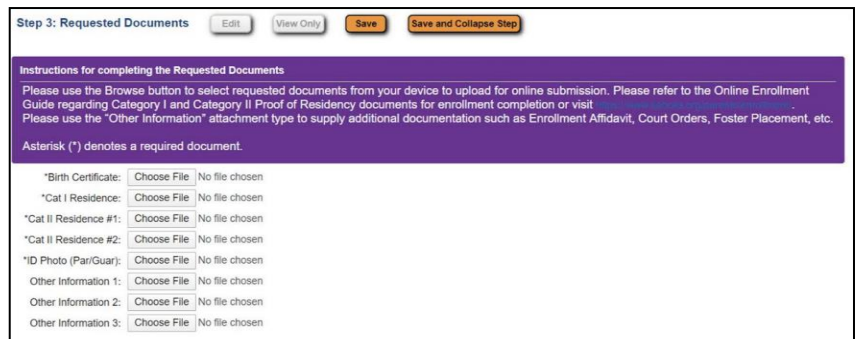 Step 3: Requested Documents Edit View Only Save Save and Collapse Step
Instructions for completing the Requested Documents
Please use the Browse button to select requested documents from your device to upload for online submission. Please refer to the Online Enrollment
Guide regarding Category I and Category II Proof of Residency documents for enrollment completion or visit .
Please use the "Other Information" attachment type to supply additional documentation such as Enrollment Affidavit, Court Orders, Foster Placement, etc.
Asterisk (*) denotes a required document.
*Birth Certificate: Choose File No file chosen
*Cat I Residence: Choose File No file chosen
*Cat II Residence #1: Choose File No file chosen
*Cat II Residence #2: Choose File No file chosen
*ID Photo (Par/Guar): Choose File No file chosen
Other Information 1: Choose File No file chosen
Other Information 2: Choose File No file chosen
Other Information 3: Choose File No file chosen